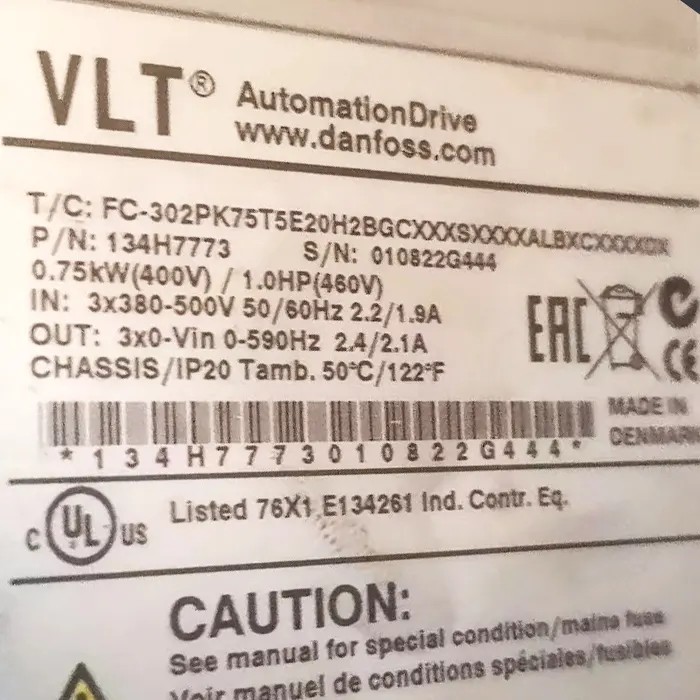 VLT® AutomationDrive
www.danfoss.com
T/C: FC-302PK75T5E20H2BGCXXXSXXXXALBXCXXXXDX
P/N: 134H7773 S/N: 010822G444
0.75kW(400V) / 1.0HP(460V)
IN: 3x380-500V 50/60Hz 2.2/1.9A
OUT: 3x0-Vin 0-590Hz 2.4/2.1A
CHASSIS/IP20 Tamb. 50°C/122°F
EAC
CE
MADE IN
DENMARK
*134H7773010822G444*
c UL US Listed 76X1 E134261 Ind. Contr. Eq.
CAUTION:
See manual for special condition/mains fuse
Voir manuel de conditions spéciales/fusibles